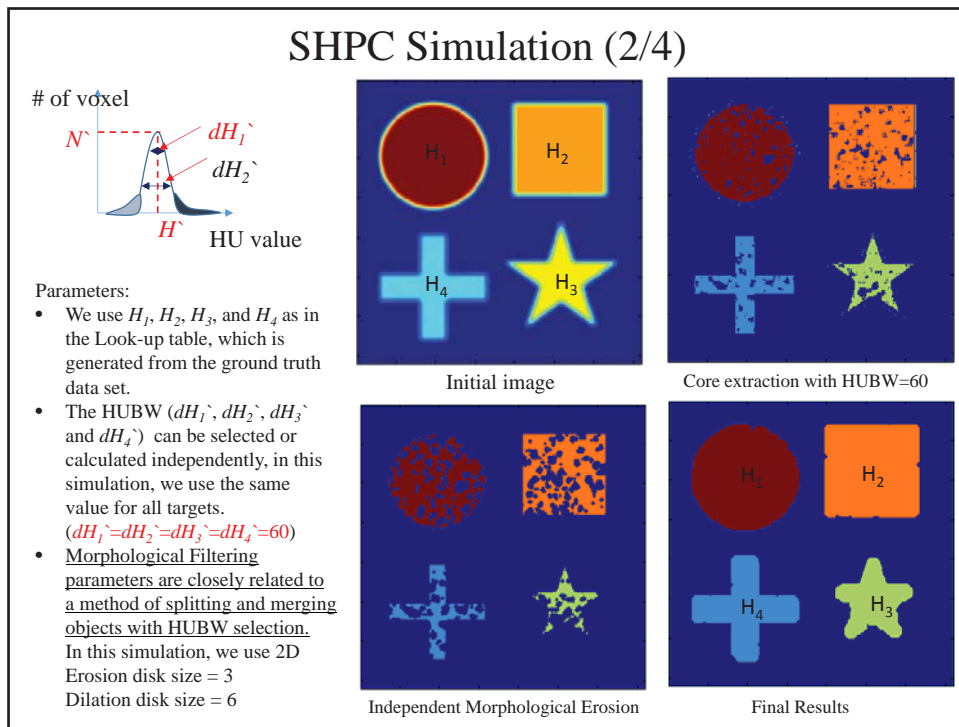 SHPC Simulation (2/4)
# of voxel
N`
dH1`
dH2`
H`
HU value
Parameters:
• We use H1, H2, H3, and H4 as in
the Look-up table, which is
generated from the ground truth
data set.
• The HUBW (dH1`, dH2`, dH3`
and dH4`) can be selected or
calculated independently, in this
simulation, we use the same
value for all targets.
(dH1`=dH2`=dH3`=dH4`=60)
• Morphological Filtering
parameters are closely related to
a method of splitting and merging
objects with HUBW selection.
In this simulation, we use 2D
Erosion disk size = 3
Dilation disk size = 6
H1
H2
H4
H3
Initial image
Core extraction with HUBW=60
Independent Morphological Erosion
H1
H2
H4
H3
Final Results